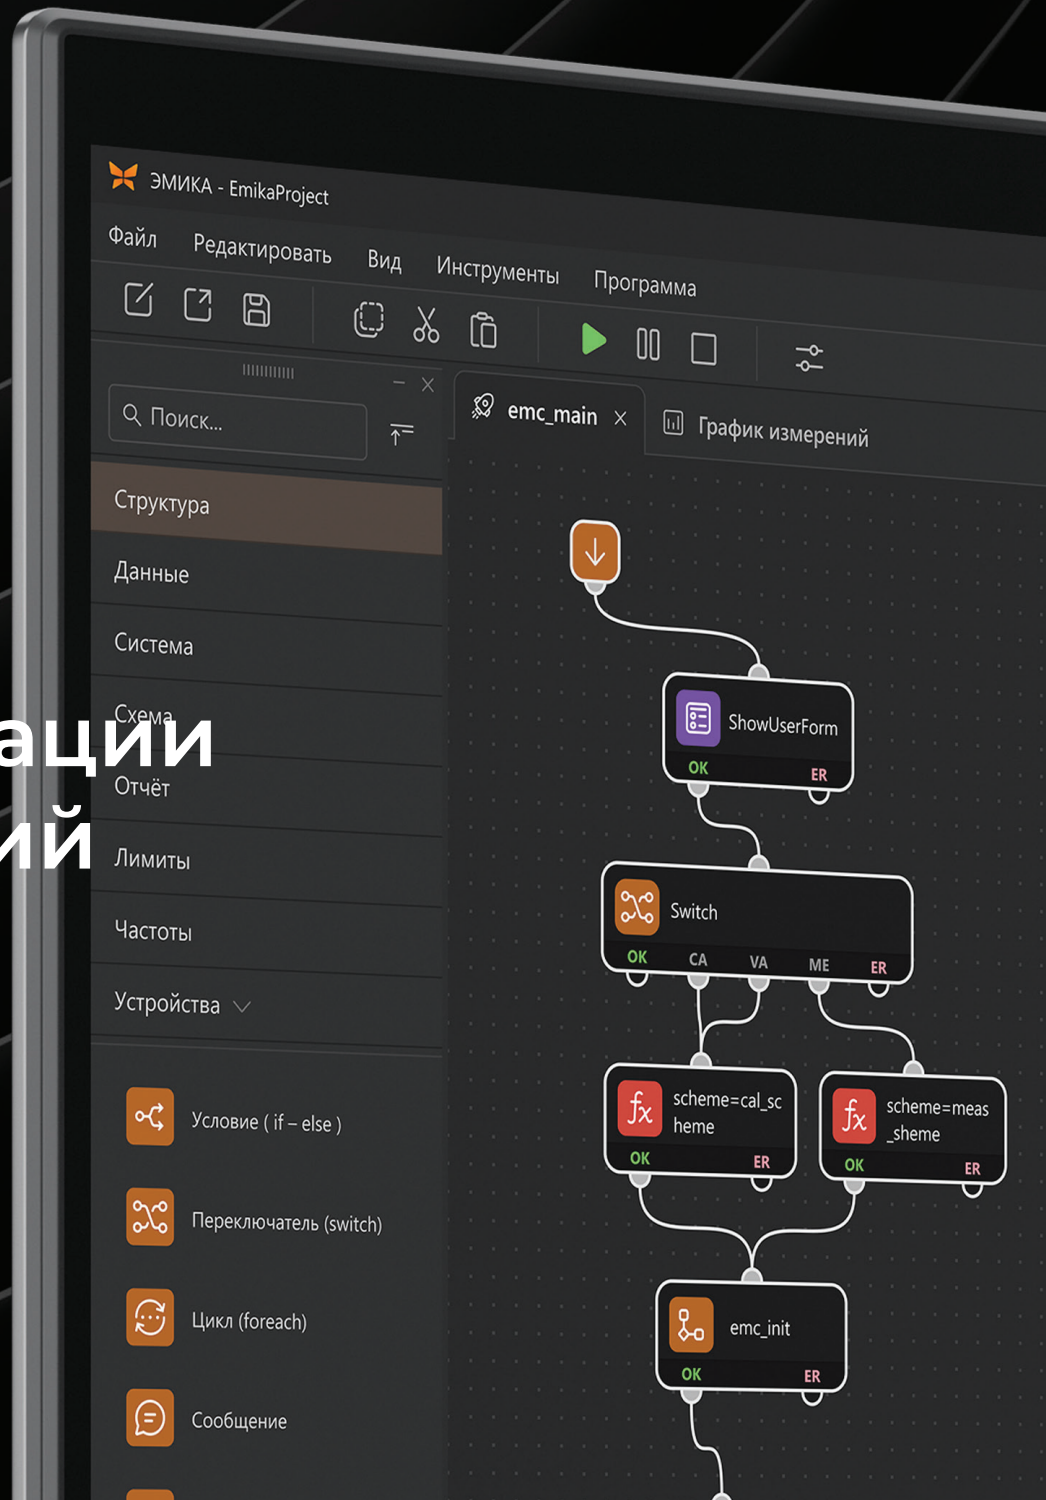 ЭМИКА - EmikaProject
Файл Редактировать Вид Инструменты Программа
Поиск...
emc_main
График измерений
Структура
Данные
Система
Схема
Отчёт
Лимиты
Частоты
Устройства
Условие ( if – else )
Переключатель (switch)
Цикл (foreach)
Сообщение
ации
ий
ShowUserForm
OK ER
Switch
OK CA VA ME ER
scheme=cal_sc
heme
OK ER
scheme=meas
_sheme
OK ER
emc_init
OK ER